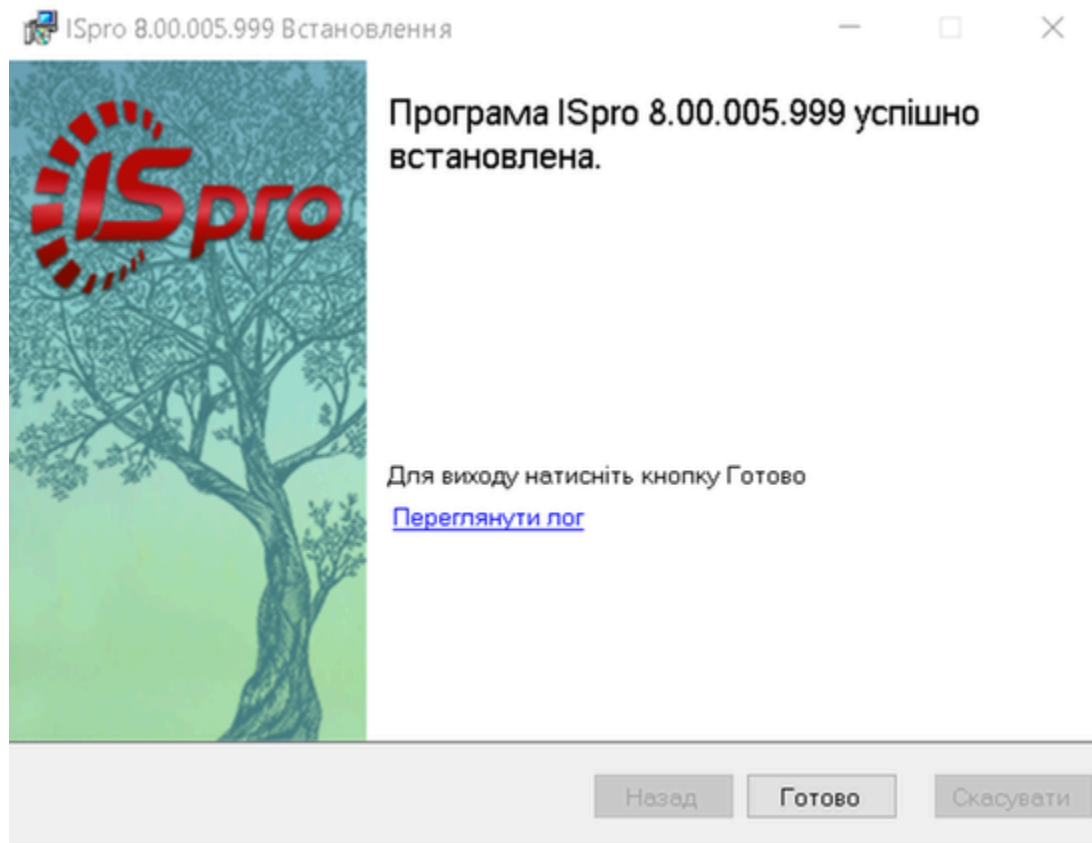 ISpro 8.00.005.999 Встановлення
ISpro
Програма ISpro 8.00.005.999 успішно
встановлена.
Для виходу натисніть кнопку Готово
Переглянути лог
Назад
Готово
Скасувати